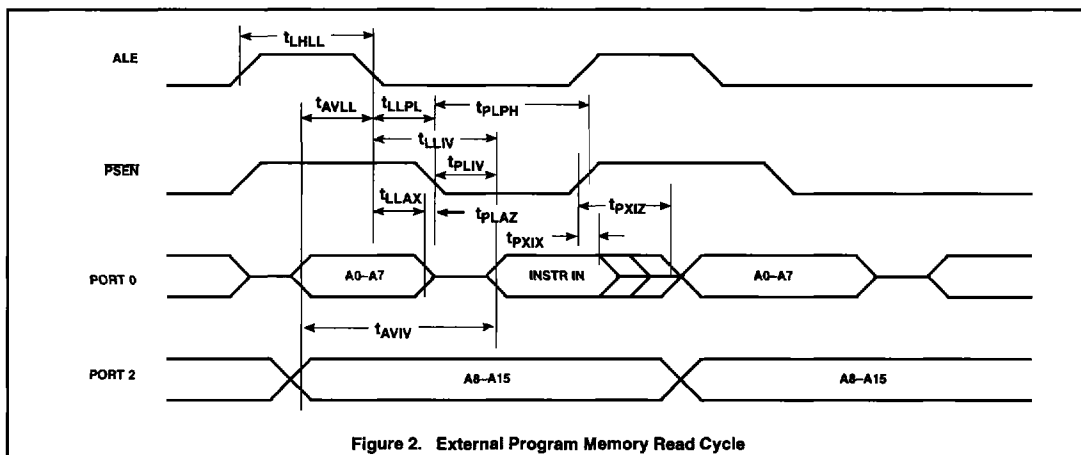 ALE
tLHLL
tAVLL
tLLPL
tPLPH
tLLIV
PSEN
tPLIV
tLLAX
tPLAZ
tPXIZ
tPXIX
PORT 0
A0–A7
INSTR IN
A0–A7
tAVIV
PORT 2
A8–A15
A8–A15
Figure 2. External Program Memory Read Cycle